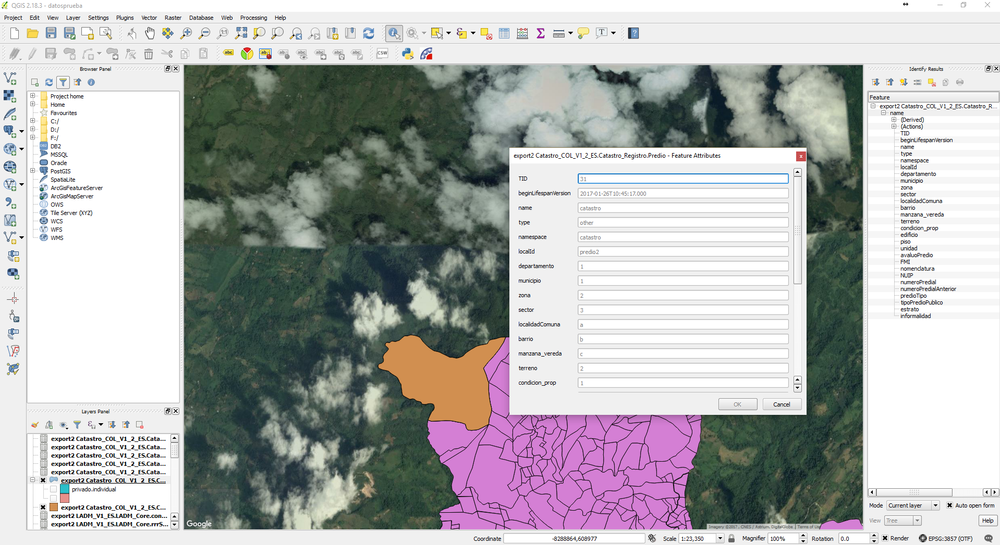 QGIS 2.18.3 - datosprueba
Project Edit View Layer Settings Plugins Vector Raster Database Web Processing Help
Browser Panel
Project home
Home
Favourites
C:/
D:/
F:/
DB2
MSSQL
Oracle
PostGIS
SpatiaLite
ArcGisFeatureServer
ArcGisMapServer
OWS
Tile Server (XYZ)
WCS
WFS
WMS
Layers Panel
export2 Catastro_COL_V1_2_ES.Cata...
export2 Catastro_COL_V1_2_ES.Cata...
export2 Catastro_COL_V1_2_ES.Cata...
export2 Catastro_COL_V1_2_ES.Cata...
export2 Catastro_COL_V1_2_ES.Cata...
export2 Catastro_COL_V1_2_ES.C...
privado.individual
export2 Catastro_COL_V1_2_ES.C...
export2 LADM_V1_ES.LADM_Core.con...
export2 LADM_V1_ES.LADM_Core.rrrS...
export2 Catastro_COL_V1_2_ES.Catastro_Registro.Predio - Feature Attributes
TID 31
beginLifespanVersion 2017-01-26T10:45:17.000
name catastro
type other
namespace catastro
localId predio2
departamento 1
municipio 1
zona 2
sector 3
localidadComuna a
barrio b
manzana_vereda c
terreno 2
condicion_prop 1
OK Cancel
Google
Imagery ©2017 , CNES / Astrium, DigitalGlobe Terms of Us
Identify Results
Feature
export2 Catastro_COL_V1_2_ES.Catastro_R...
name
(Derived)
(Actions)
TID
beginLifespanVersion
name
type
namespace
localId
departamento
municipio
zona
sector
localidadComuna
barrio
manzana_vereda
terreno
condicion_prop
edificio
piso
unidad
avaluoPredio
FMI
nomenclatura
NUIP
numeroPredial
numeroPredialAnterior
predioTipo
tipoPredioPublico
estrato
informalidad
Mode Current layer Auto open form
View Tree Help
Coordinate -8288864,608977 Scale 1:23,350 Magnifier 100% Rotation 0.0 Render EPSG:3857 (OTF)